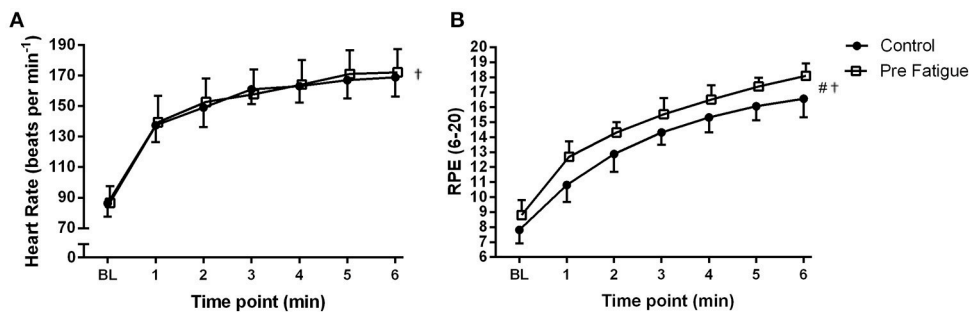 A
Heart Rate (beats per min⁻¹)
190
170
150
130
110
90
70
0
†
BL 1 2 3 4 5 6
Time point (min)
B
RPE (6-20)
20
19
18
17
16
15
14
13
12
11
10
9
8
7
6
# †
BL 1 2 3 4 5 6
Time point (min)
Control
Pre Fatigue